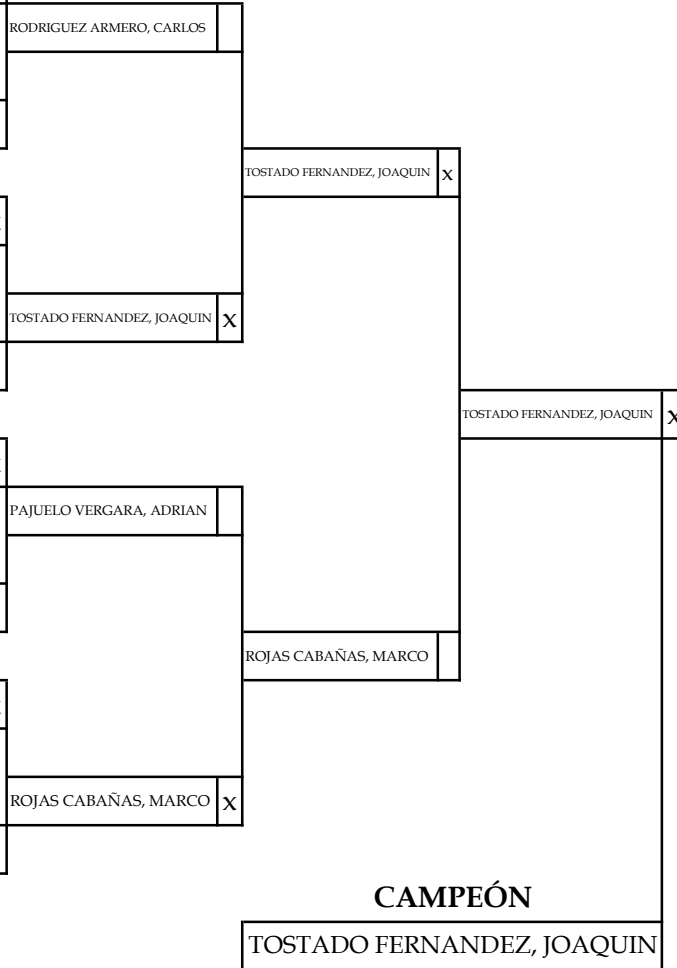 RODRIGUEZ ARMERO, CARLOS
TOSTADO FERNANDEZ, JOAQUIN X
TOSTADO FERNANDEZ, JOAQUIN X
TOSTADO FERNANDEZ, JOAQUIN X
PAJUELO VERGARA, ADRIAN
ROJAS CABAÑAS, MARCO
ROJAS CABAÑAS, MARCO X
CAMPEÓN
TOSTADO FERNANDEZ, JOAQUIN